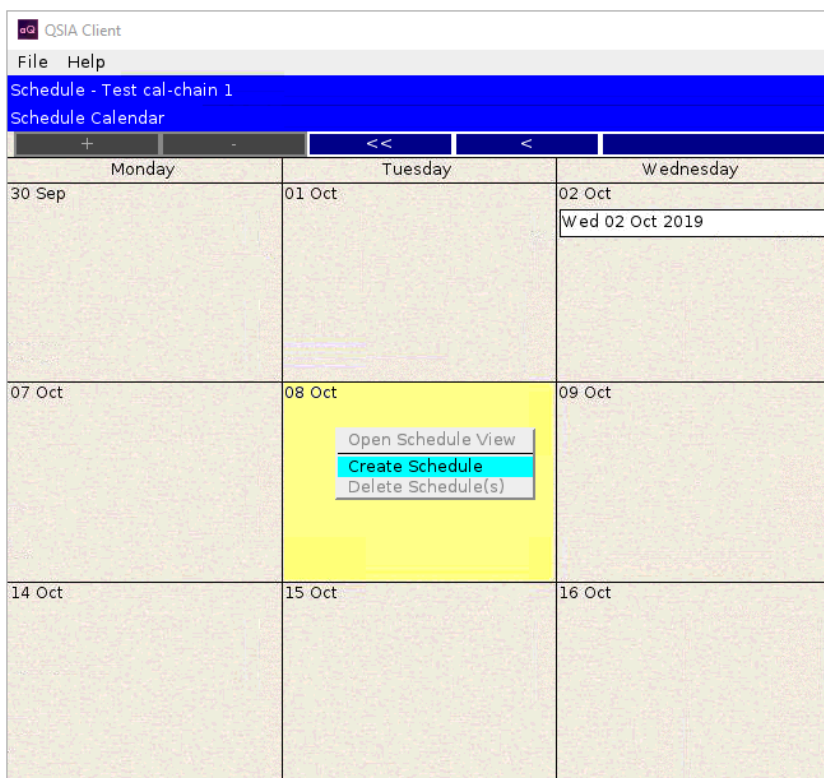 aQ QSIA Client
File Help
Schedule - Test cal-chain 1
Schedule Calendar
+ - << <
Monday Tuesday Wednesday
30 Sep 01 Oct 02 Oct
Wed 02 Oct 2019
07 Oct 08 Oct 09 Oct
Open Schedule View
Create Schedule
Delete Schedule(s)
14 Oct 15 Oct 16 Oct